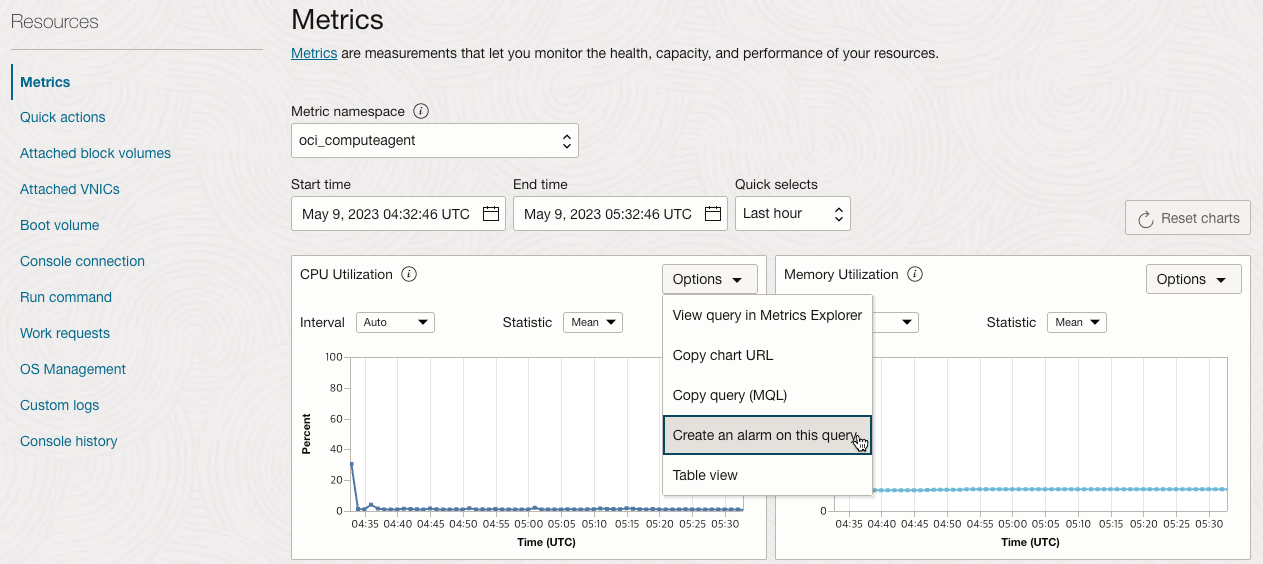 Resources
Metrics
Quick actions
Attached block volumes
Attached VNICs
Boot volume
Console connection
Run command
Work requests
OS Management
Custom logs
Console history
Metrics
Metrics are measurements that let you monitor the health, capacity, and performance of your resources.
Metric namespace i
oci_computeagent
Start time End time Quick selects
May 9, 2023 04:32:46 UTC May 9, 2023 05:32:46 UTC Last hour
Reset charts
CPU Utilization i Options
Interval Auto Statistic Mean
100
80
60
40
20
0
Percent
04:35 04:40 04:45 04:50 04:55 05:00 05:05 05:10 05:15 05:20 05:25 05:30
Time (UTC)
View query in Metrics Explorer
Copy chart URL
Copy query (MQL)
Create an alarm on this query
Table view
Memory Utilization i Options
Statistic Mean
0
04:35 04:40 04:45 04:50 04:55 05:00 05:05 05:10 05:15 05:20 05:25 05:30
Time (UTC)